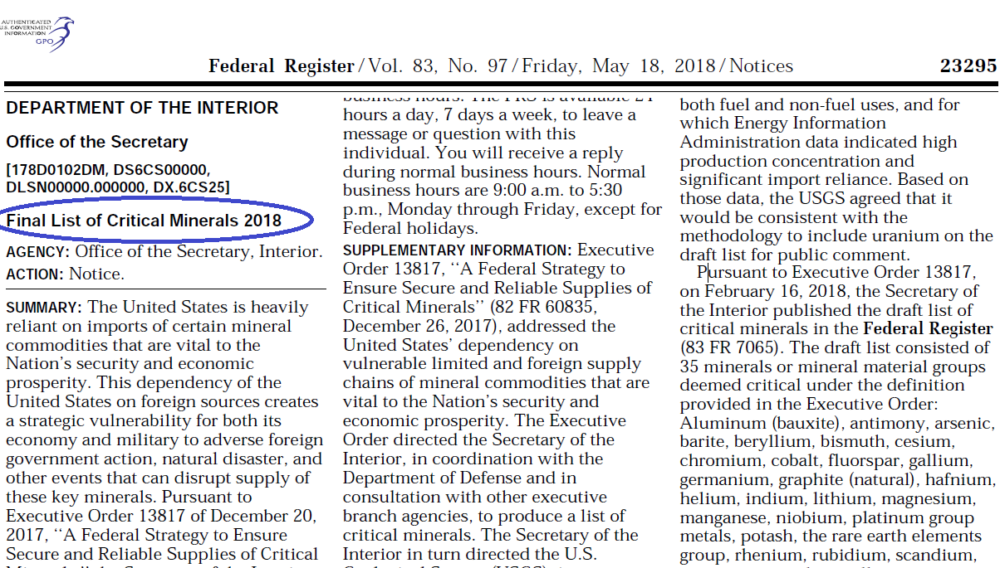 AUTHENTICATED
U.S. GOVERNMENT
INFORMATION
GPO
Federal Register / Vol. 83, No. 97 / Friday, May 18, 2018 / Notices
23295
DEPARTMENT OF THE INTERIOR
Office of the Secretary
[178D0102DM, DS6CS00000,
DLSN00000.000000, DX.6CS25]
Final List of Critical Minerals 2018
AGENCY: Office of the Secretary, Interior.
ACTION: Notice.
SUMMARY: The United States is heavily
reliant on imports of certain mineral
commodities that are vital to the
Nation’s security and economic
prosperity. This dependency of the
United States on foreign sources creates
a strategic vulnerability for both its
economy and military to adverse foreign
government action, natural disaster, and
other events that can disrupt supply of
these key minerals. Pursuant to
Executive Order 13817 of December 20,
2017, ‘‘A Federal Strategy to Ensure
Secure and Reliable Supplies of Critical
business hours. The FRS is available 24
hours a day, 7 days a week, to leave a
message or question with this
individual. You will receive a reply
during normal business hours. Normal
business hours are 9:00 a.m. to 5:30
p.m., Monday through Friday, except for
Federal holidays.
SUPPLEMENTARY INFORMATION: Executive
Order 13817, ‘‘A Federal Strategy to
Ensure Secure and Reliable Supplies of
Critical Minerals’’ (82 FR 60835,
December 26, 2017), addressed the
United States’ dependency on
vulnerable limited and foreign supply
chains of mineral commodities that are
vital to the Nation’s security and
economic prosperity. The Executive
Order directed the Secretary of the
Interior, in coordination with the
Department of Defense and in
consultation with other executive
branch agencies, to produce a list of
critical minerals. The Secretary of the
Interior in turn directed the U.S.
both fuel and non-fuel uses, and for
which Energy Information
Administration data indicated high
production concentration and
significant import reliance. Based on
those data, the USGS agreed that it
would be consistent with the
methodology to include uranium on the
draft list for public comment.
Pursuant to Executive Order 13817,
on February 16, 2018, the Secretary of
the Interior published the draft list of
critical minerals in the Federal Register
(83 FR 7065). The draft list consisted of
35 minerals or mineral material groups
deemed critical under the definition
provided in the Executive Order:
Aluminum (bauxite), antimony, arsenic,
barite, beryllium, bismuth, cesium,
chromium, cobalt, fluorspar, gallium,
germanium, graphite (natural), hafnium,
helium, indium, lithium, magnesium,
manganese, niobium, platinum group
metals, potash, the rare earth elements
group, rhenium, rubidium, scandium,